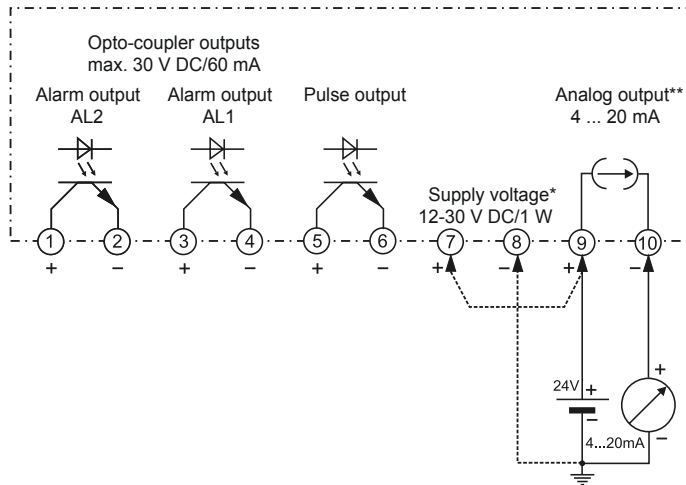 Opto-coupler outputs
max. 30 V DC/60 mA
Alarm output
AL2
Alarm output
AL1
Pulse output
Analog output**
4 ... 20 mA
Supply voltage*
12-30 V DC/1 W
1 2 3 4 5 6 7 8 9 10
+ − + − + − + − + −
24V
+
−
+
−
4...20mA